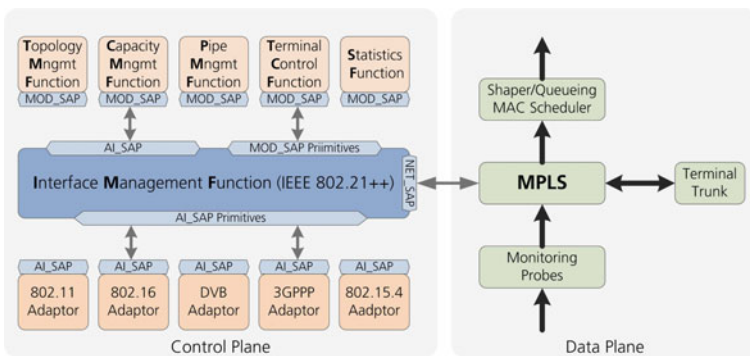 Topology Mngmt Function
MOD_SAP
Capacity Mngmt Function
MOD_SAP
Pipe Mngmt Function
MOD_SAP
Terminal Control Function
MOD_SAP
Statistics Function
MOD_SAP
AI_SAP
MOD_SAP Priimitives
Interface Management Function (IEEE 802.21++)
NET_SAP
AI_SAP Primitives
AI_SAP
802.11 Adaptor
AI_SAP
802.16 Adaptor
AI_SAP
DVB Adaptor
AI_SAP
3GPPP Adaptor
AI_SAP
802.15.4 Aadptor
Control Plane
Shaper/Queueing
MAC Scheduler
MPLS
Terminal
Trunk
Monitoring
Probes
Data Plane